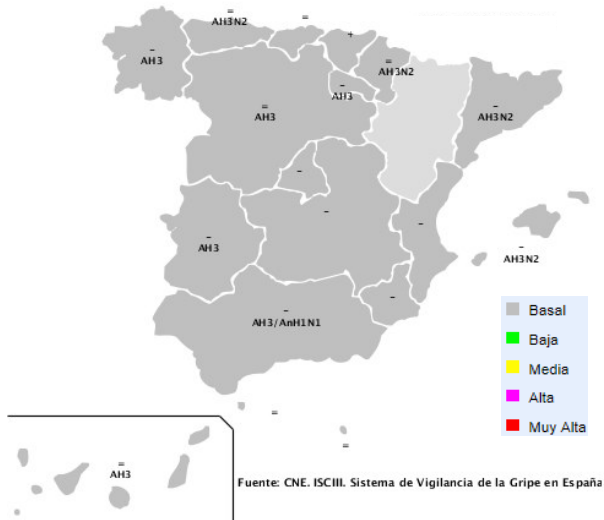 =
AH3N2
=
+
–
AH3
=
AH3N2
–
AH3
=
AH3
–
AH3N2
–
–
–
–
AH3
–
AH3N2
–
–
AH3/AnH1N1
Basal
Baja
Media
Alta
Muy Alta
=
=
=
AH3
Fuente: CNE. ISCIII. Sistema de Vigilancia de la Gripe en España